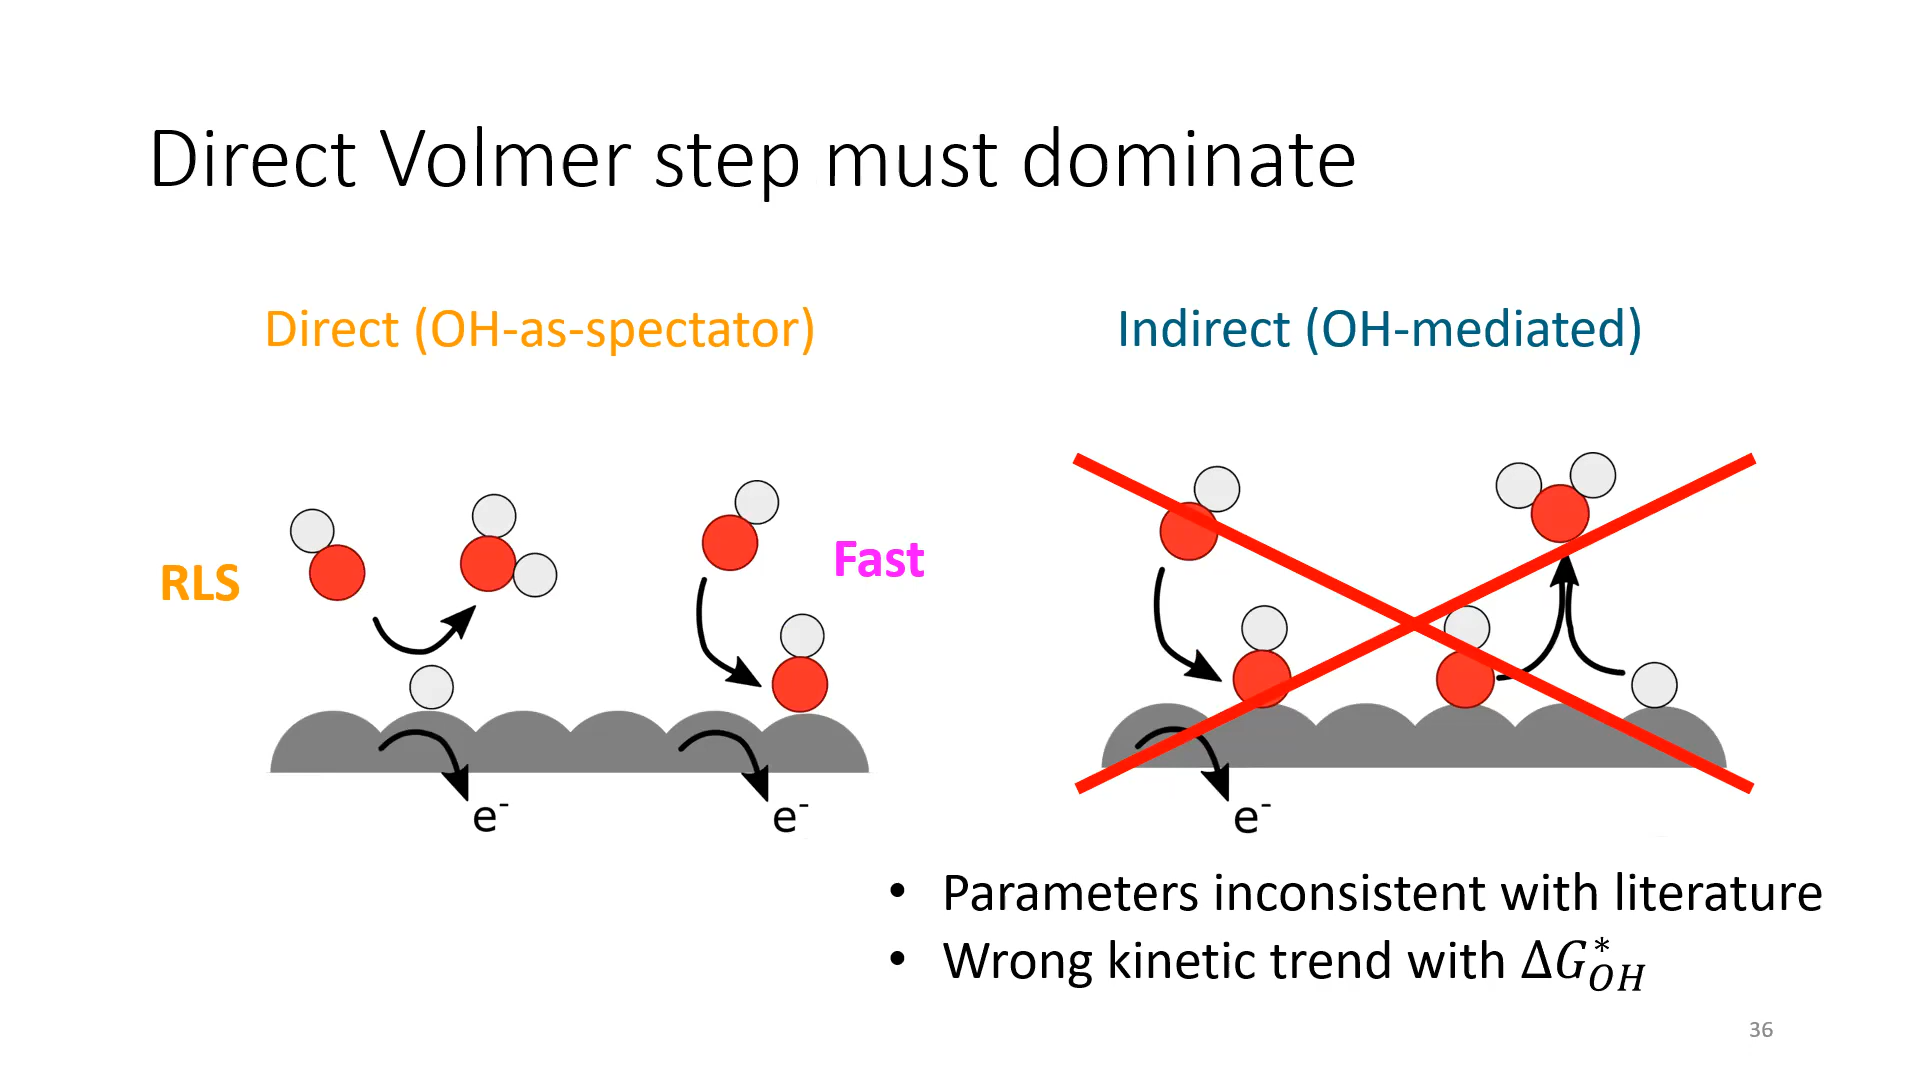 Direct Volmer step must dominate
Direct (OH-as-spectator)
Indirect (OH-mediated)
RLS
Fast
e⁻
e⁻
e⁻
• Parameters inconsistent with literature
• Wrong kinetic trend with ΔG*OH
36